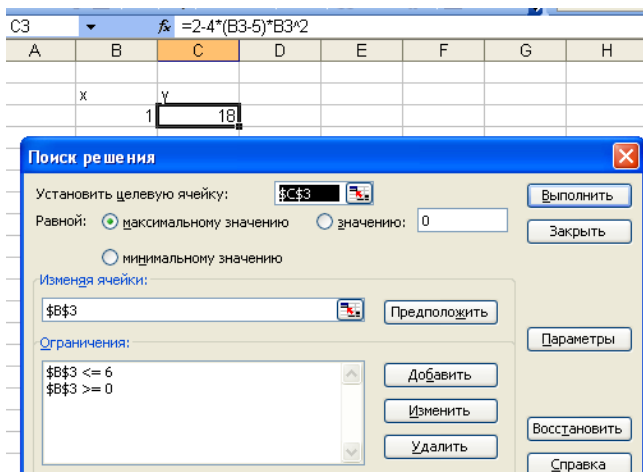 C3 fx =2-4*(B3-5)*B3^2
A B C D E F G H
x y
1 18
Поиск решения
Установить целевую ячейку: $C$3 Выполнить
Равной: максимальному значению значению: 0 Закрыть
минимальному значению
Изменяя ячейки:
$B$3 Предположить
Ограничения: Параметры
$B$3 <= 6 Добавить
$B$3 >= 0
Изменить
Восстановить
Удалить
Справка